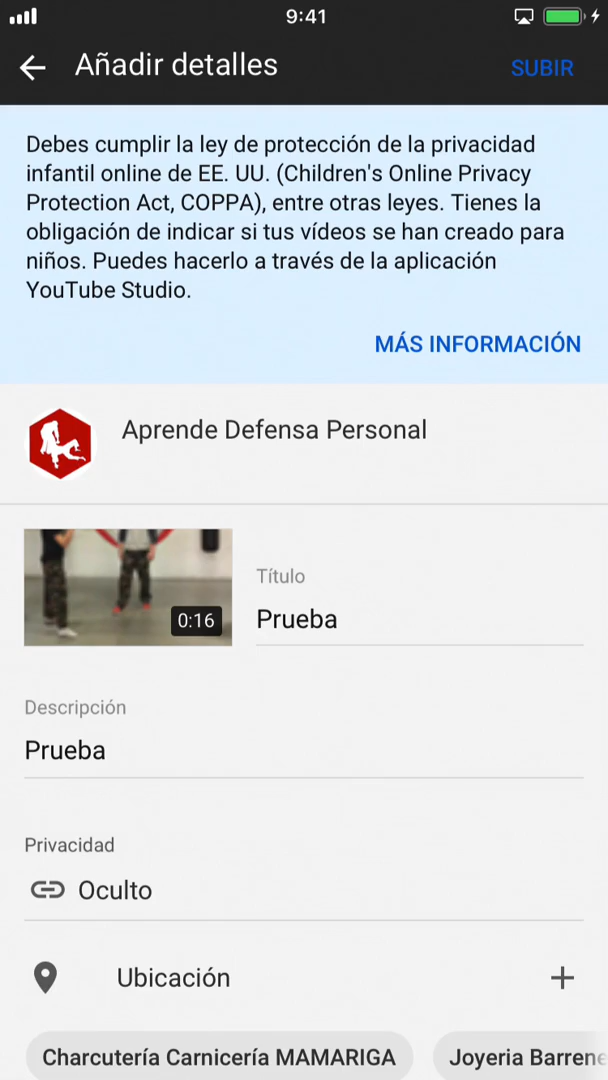 9:41
Añadir detalles
SUBIR
Debes cumplir la ley de protección de la privacidad
infantil online de EE. UU. (Children's Online Privacy
Protection Act, COPPA), entre otras leyes. Tienes la
obligación de indicar si tus vídeos se han creado para
niños. Puedes hacerlo a través de la aplicación
YouTube Studio.
MÁS INFORMACIÓN
Aprende Defensa Personal
0:16
Título
Prueba
Descripción
Prueba
Privacidad
Oculto
Ubicación
Charcutería Carnicería MAMARIGA
Joyeria Barrene